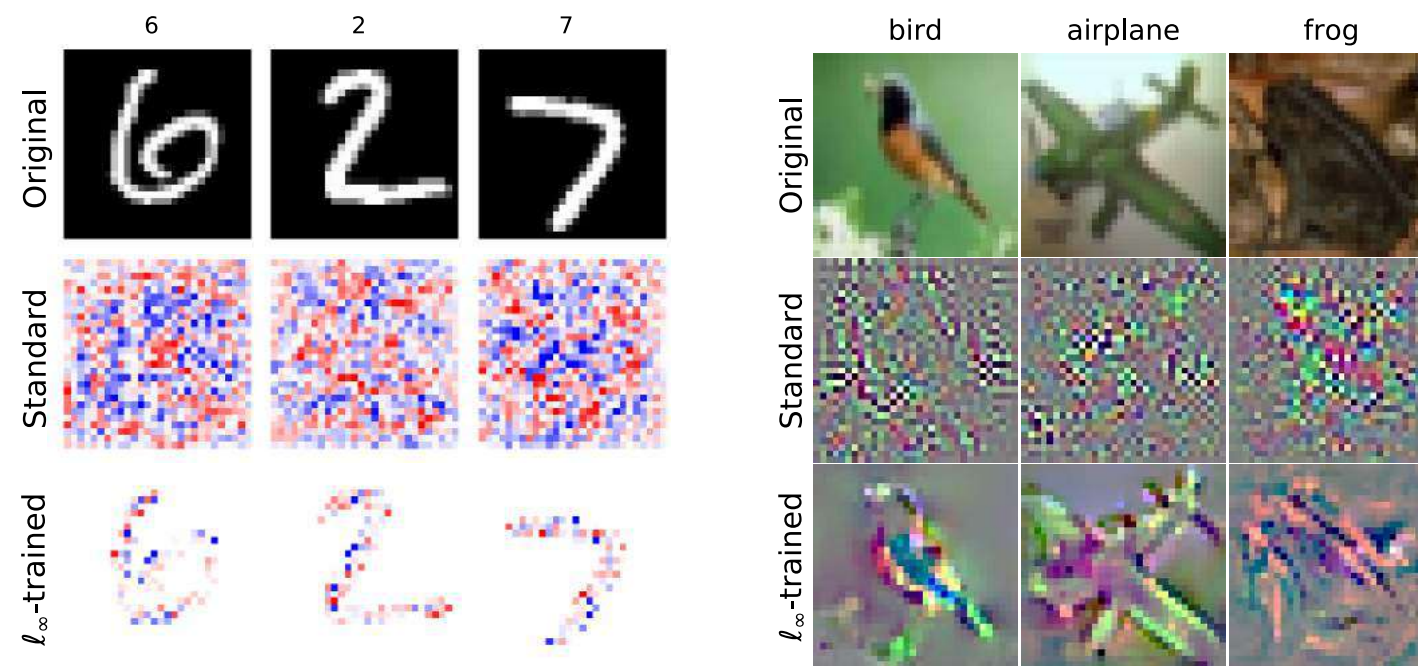 6 2 7
Original
Standard
ℓ∞-trained
bird airplane frog
Original
Standard
ℓ∞-trained